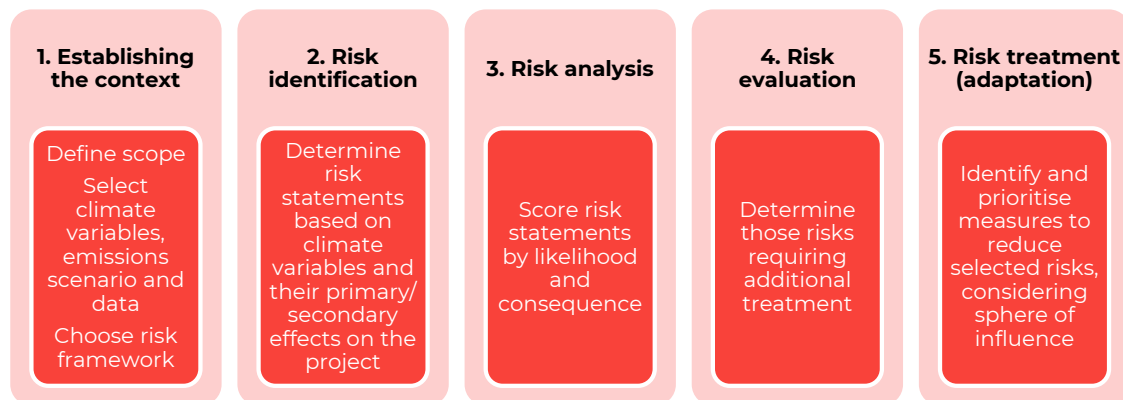 1. Establishing
the context
Define scope
Select
climate
variables,
emissions
scenario and
data
Choose risk
framework
2. Risk
identification
Determine
risk
statements
based on
climate
variables and
their primary/
secondary
effects on the
project
3. Risk analysis
Score risk
statements
by likelihood
and
consequence
4. Risk
evaluation
Determine
those risks
requiring
additional
treatment
5. Risk treatment
(adaptation)
Identify and
prioritise
measures to
reduce
selected risks,
considering
sphere of
influence